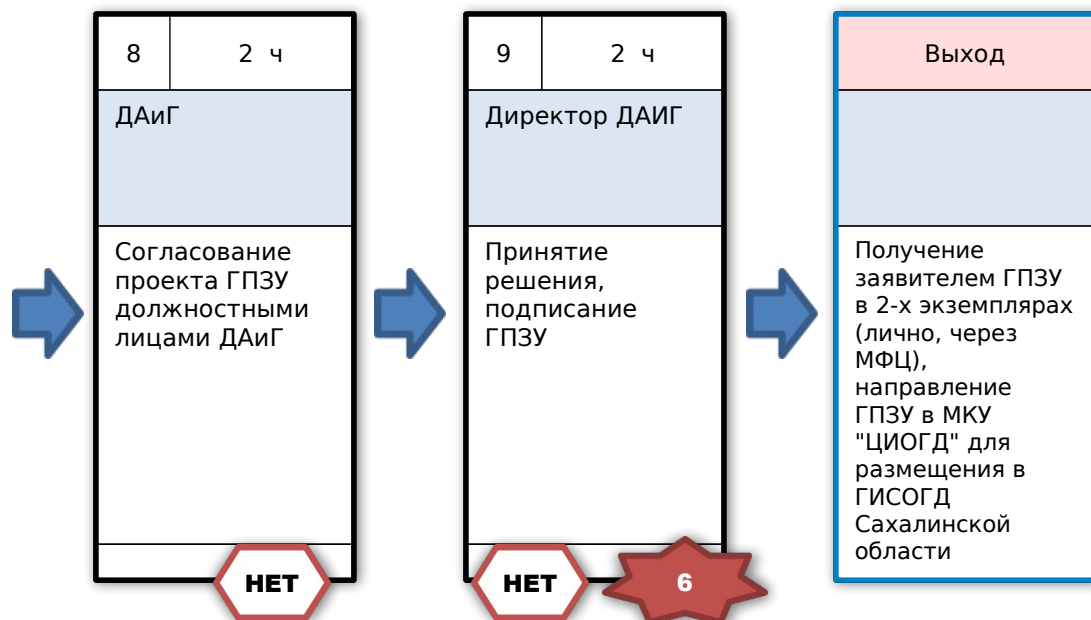 8
2 ч
ДАиГ
Согласование
проекта ГПЗУ
должностными
лицами ДАиГ
НЕТ
9
2 ч
Директор ДАИГ
Принятие
решения,
подписание
ГПЗУ
НЕТ
6
Выход
Получение
заявителем ГПЗУ
в 2-х экземплярах
(лично, через
МФЦ),
направление
ГПЗУ в МКУ
"ЦИОГД" для
размещения в
ГИСОГД
Сахалинской
области